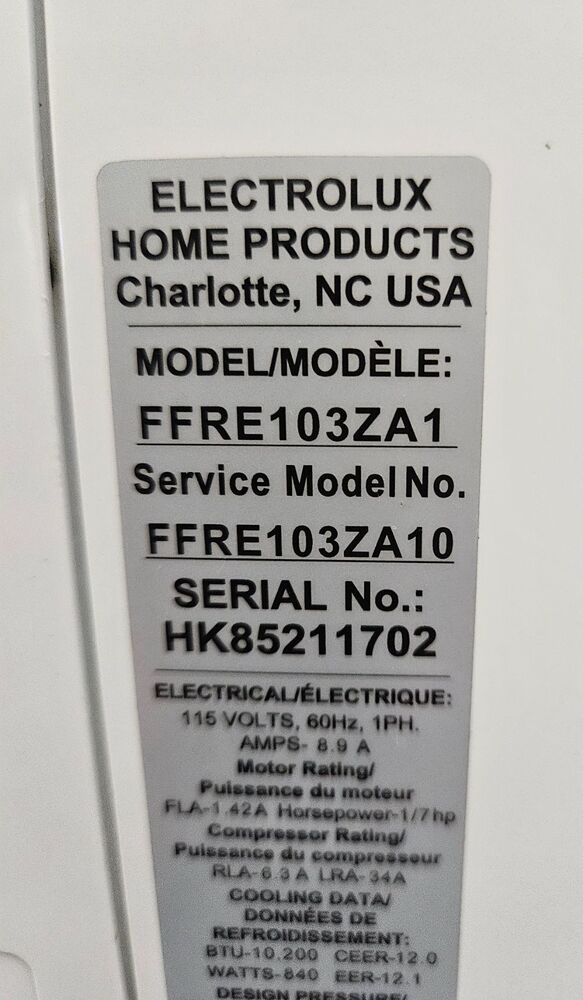 ELECTROLUX
HOME PRODUCTS
Charlotte, NC USA
MODEL/MODÈLE:
FFRE103ZA1
Service Model No.
FFRE103ZA10
SERIAL No.:
HK85211702
ELECTRICAL/ÉLECTRIQUE:
115 VOLTS, 60Hz, 1PH.
AMPS- 8.9 A
Motor Rating/
Puissance du moteur
FLA-1.42A Horsepower-1/7hp
Compressor Rating/
Puissance du compresseur
RLA-6.3 A LRA-34A
COOLING DATA/
DONNÉES DE
REFROIDISSEMENT:
BTU-10,200 CEER-12.0
WATTS-840 EER-12.1
DESIGN PRESSURE